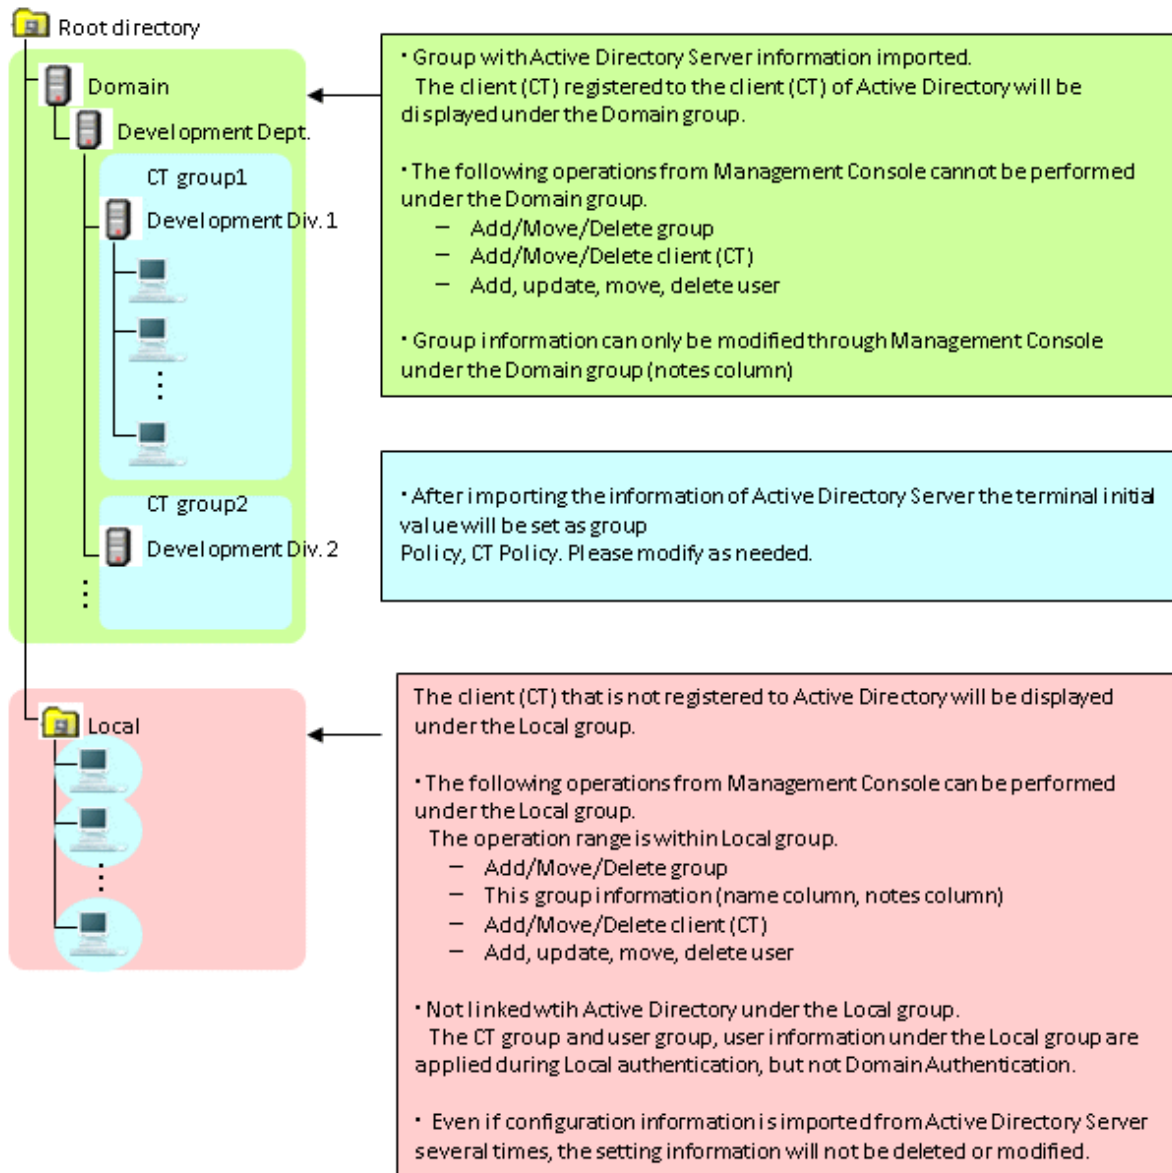 Root directory
Domain
Development Dept.
CT group1
Development Div. 1
CT group2
Development Div. 2
Local
・Group with Active Directory Server information imported.
The client (CT) registered to the client (CT) of Active Directory will be
displayed under the Domain group.
・The following operations from Management Console cannot be performed
under the Domain group.
– Add/Move/Delete group
– Add/Move/Delete client (CT)
– Add, update, move, delete user
・Group information can only be modified through Management Console
under the Domain group (notes column)
・After importing the information of Active Directory Server the terminal initial
value will be set as group
Policy, CT Policy. Please modify as needed.
The client (CT) that is not registered to Active Directory will be displayed
under the Local group.
・The following operations from Management Console can be performed
under the Local group.
The operation range is within Local group.
– Add/Move/Delete group
– This group information (name column, notes column)
– Add/Move/Delete client (CT)
– Add, update, move, delete user
・Not linked wtih Active Directory under the Local group.
The CT group and user group, user information under the Local group are
applied during Local authentication, but not Domain Authentication.
・Even if configuration information is imported from Active Directory Server
several times, the setting information will not be deleted or modified.